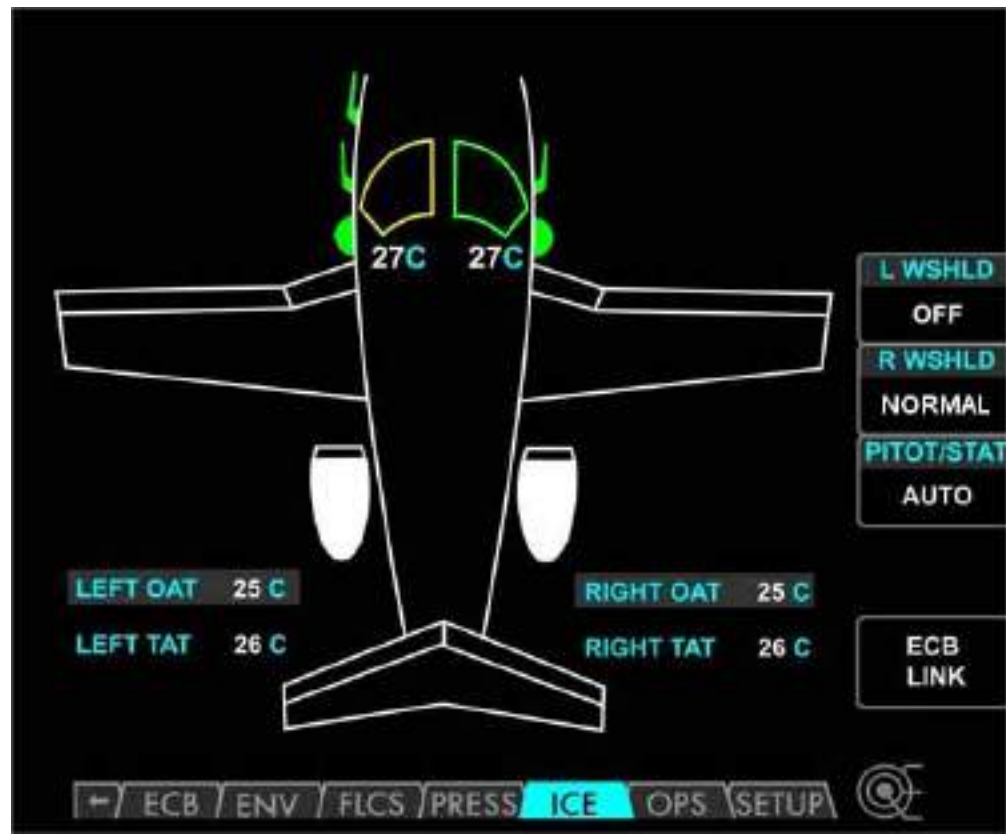 27C 27C
L WSHLD
OFF
R WSHLD
NORMAL
PITOT/STAT
AUTO
LEFT OAT 25 C
RIGHT OAT 25 C
LEFT TAT 26 C
RIGHT TAT 26 C
ECB
LINK
← ECB ENV FLCS PRESS ICE OPS SETUP